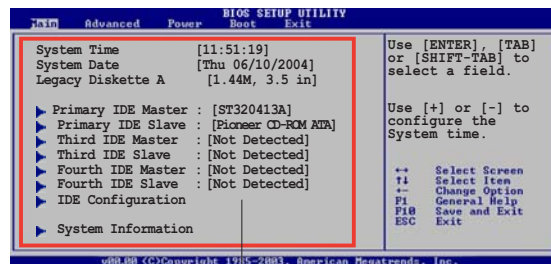 BIOS SETUP UTILITY
Main Advanced Power Boot Exit
System Time [11:51:19]
System Date [Thu 06/10/2004]
Legacy Diskette A [1.44M, 3.5 in]
Primary IDE Master : [ST320413A]
Primary IDE Slave : [Pioneer CD-ROM ATA]
Third IDE Master : [Not Detected]
Third IDE Slave : [Not Detected]
Fourth IDE Master : [Not Detected]
Fourth IDE Slave : [Not Detected]
IDE Configuration
System Information
Use [ENTER], [TAB]
or [SHIFT-TAB] to
select a field.
Use [+] or [-] to
configure the
System time.
↔ Select Screen
↑↓ Select Item
+- Change Option
F1 General Help
F10 Save and Exit
ESC Exit
v00.00 (C)Copyright 1985-2003, American Megatrends, Inc.